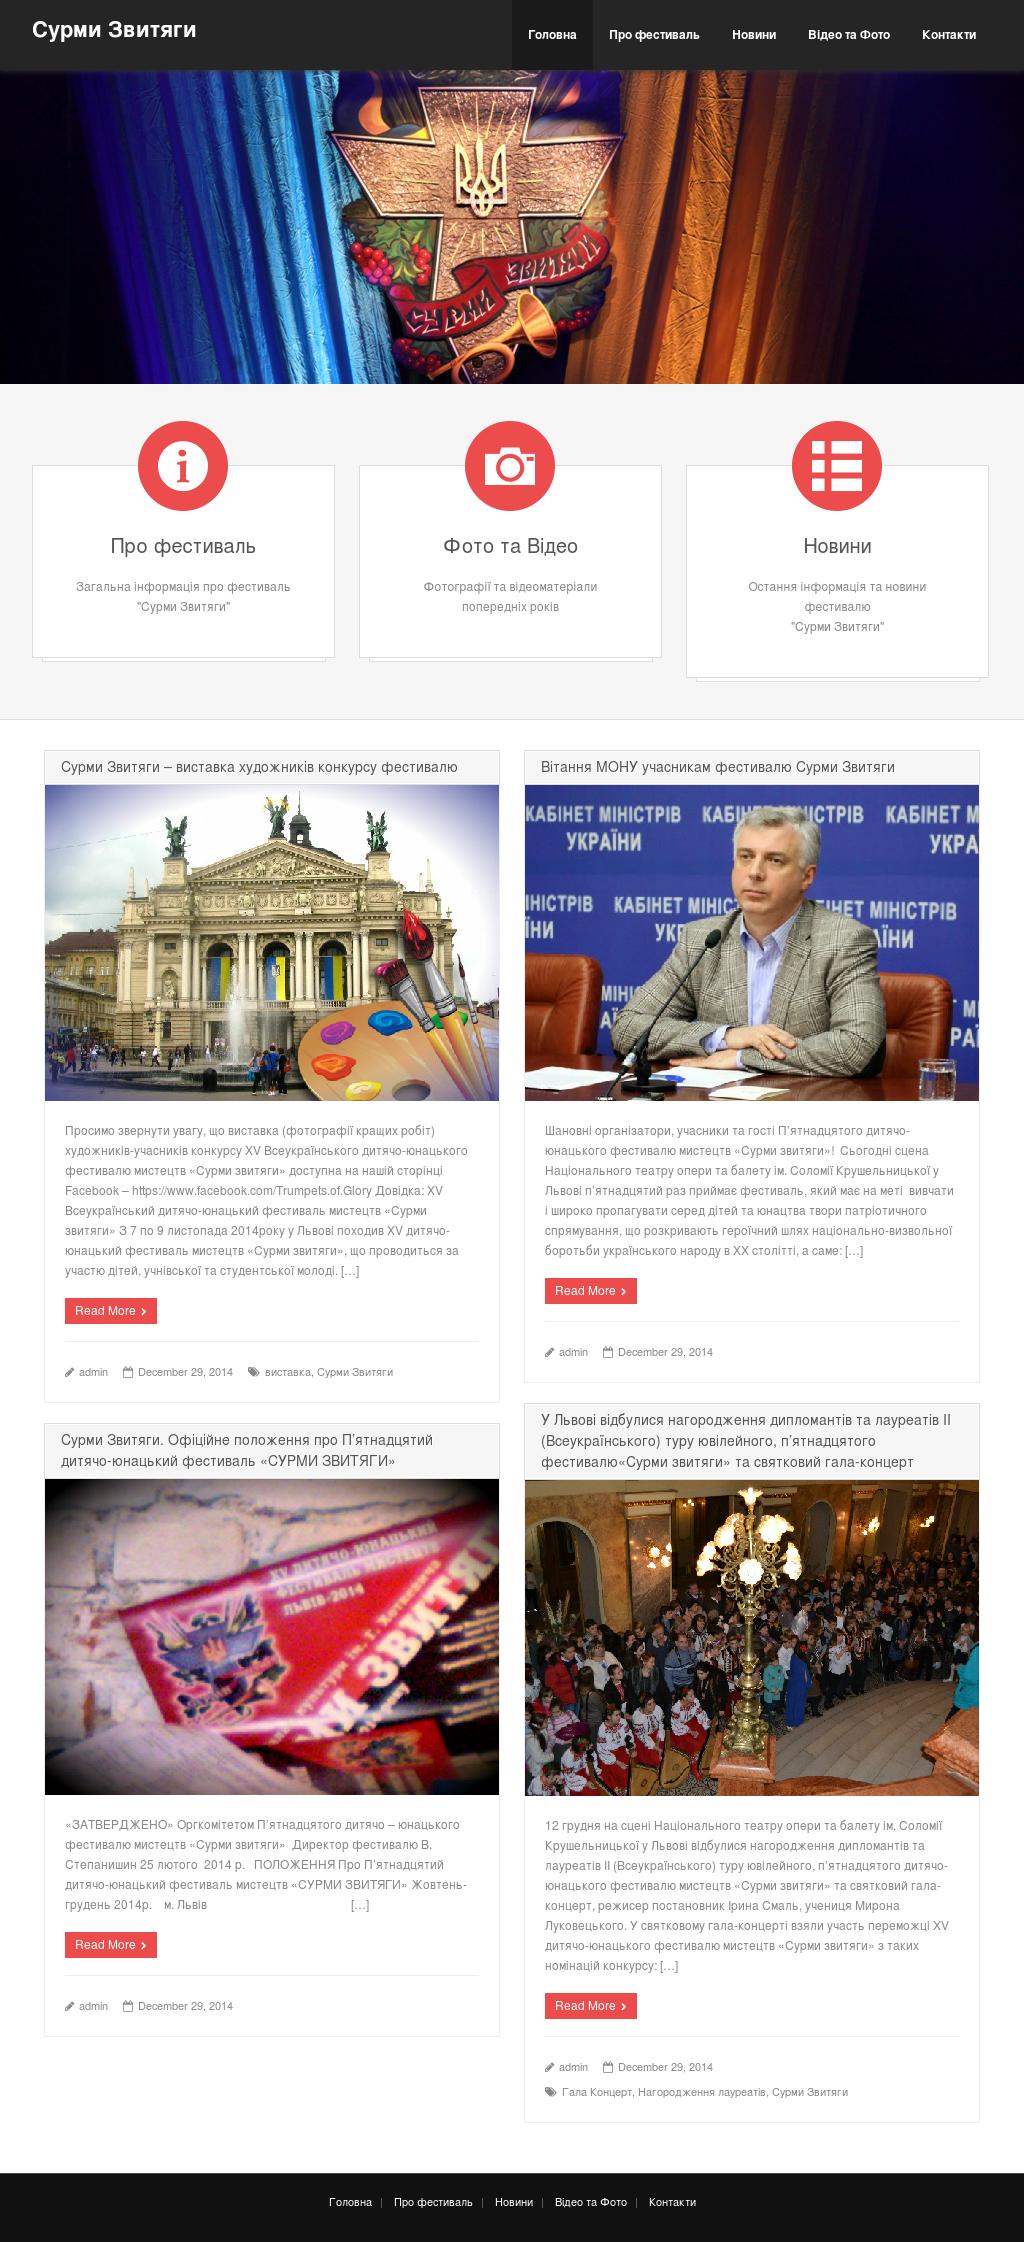 Сурми Звитяги
Головна
Про фестиваль
Новини
Відео та Фото
Контакти
СУРМИ ЗВИТЯГИ
Про фестиваль
Загальна інформація про фестиваль
"Сурми Звитяги"
Фото та Відео
Фотографії та відеоматеріали
попередніх років
Новини
Остання інформація та новини
фестивалю
"Сурми Звитяги"
Сурми Звитяги – виставка художників конкурсу фестивалю
Просимо звернути увагу, що виставка (фотографії кращих робіт)
художників-учасників конкурсу XV Всеукраїнського дитячо-юнацького
фестивалю мистецтв «Сурми звитяги» доступна на нашій сторінці
Facebook – https://www.facebook.com/Trumpets.of.Glory Довідка: XV
Всеукраїнський дитячо-юнацький фестиваль мистецтв «Сурми
звитяги» З 7 по 9 листопада 2014року у Львові походив XV дитячо-
юнацький фестиваль мистецтв «Сурми звитяги», що проводиться за
участю дітей, учнівської та студентської молоді. […]
Read More
admin December 29, 2014 виставка, Сурми Звитяги
Вітання МОНУ учасникам фестивалю Сурми Звитяги
КАБІНЕТ МІНІСТРІВ
УКРАЇНИ
КАБІНЕТ МІНІСТРІВ
Шановні організатори, учасники та гості П'ятнадцятого дитячо-
юнацького фестивалю мистецтв «Сурми звитяги»! Сьогодні сцена
Національного театру опери та балету ім. Соломії Крушельницької у
Львові п'ятнадцятий раз приймає фестиваль, який має на меті вивчати
і широко пропагувати серед дітей та юнацтва твори патріотичного
спрямування, що розкривають героїчний шлях національно-визвольної
боротьби українського народу в ХХ столітті, а саме: […]
Read More
admin December 29, 2014
Сурми Звитяги. Офіційне положення про П'ятнадцятий
дитячо-юнацький фестиваль «СУРМИ ЗВИТЯГИ»
XV ДИТЯЧО-ЮНАЦЬКИЙ
ФЕСТИВАЛЬ МИСТЕЦТВ
ЛЬВІВ-2014
«ЗАТВЕРДЖЕНО» Оргкомітетом П'ятнадцятого дитячо – юнацького
фестивалю мистецтв «Сурми звитяги» Директор фестивалю В.
Степанишин 25 лютого 2014 р. ПОЛОЖЕННЯ Про П'ятнадцятий
дитячо-юнацький фестиваль мистецтв «СУРМИ ЗВИТЯГИ» Жовтень-
грудень 2014р. м. Львів […]
Read More
admin December 29, 2014
У Львові відбулися нагородження дипломантів та лауреатів ІІ
(Всеукраїнського) туру ювілейного, п'ятнадцятого
фестивалю«Сурми звитяги» та святковий гала-концерт
12 грудня на сцені Національного театру опери та балету ім. Соломії
Крушельницької у Львові відбулися нагородження дипломантів та
лауреатів ІІ (Всеукраїнського) туру ювілейного, п'ятнадцятого дитячо-
юнацького фестивалю мистецтв «Сурми звитяги» та святковий гала-
концерт, режисер постановник Ірина Смаль, учениця Мирона
Луковецького. У святковому гала-концерті взяли участь переможці XV
дитячо-юнацького фестивалю мистецтв «Сурми звитяги» з таких
номінацій конкурсу: […]
Read More
admin December 29, 2014
Гала Концерт, Нагородження лауреатів, Сурми Звитяги
Головна | Про фестиваль | Новини | Відео та Фото | Контакти